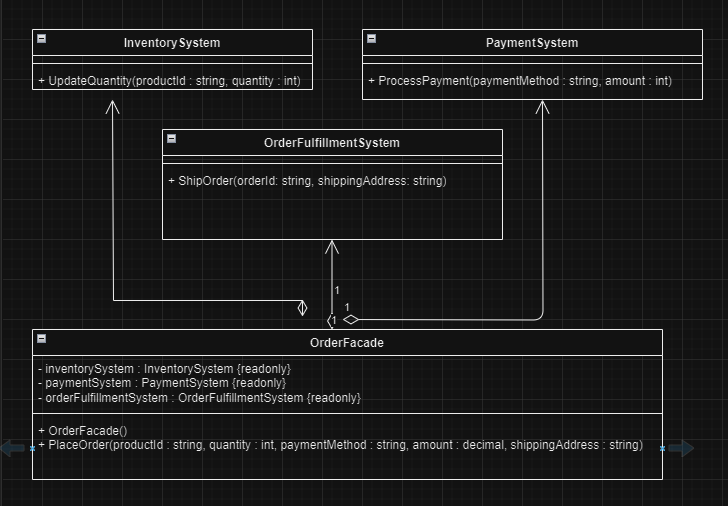 InventorySystem
+ UpdateQuantity(productId : string, quantity : int)
PaymentSystem
+ ProcessPayment(paymentMethod : string, amount : int)
OrderFulfillmentSystem
+ ShipOrder(orderId: string, shippingAddress: string)
1
1
1
OrderFacade
- inventorySystem : InventorySystem {readonly}
- paymentSystem : PaymentSystem {readonly}
- orderFulfillmentSystem : OrderFulfillmentSystem {readonly}
+ OrderFacade()
+ PlaceOrder(productId : string, quantity : int, paymentMethod : string, amount : decimal, shippingAddress : string)